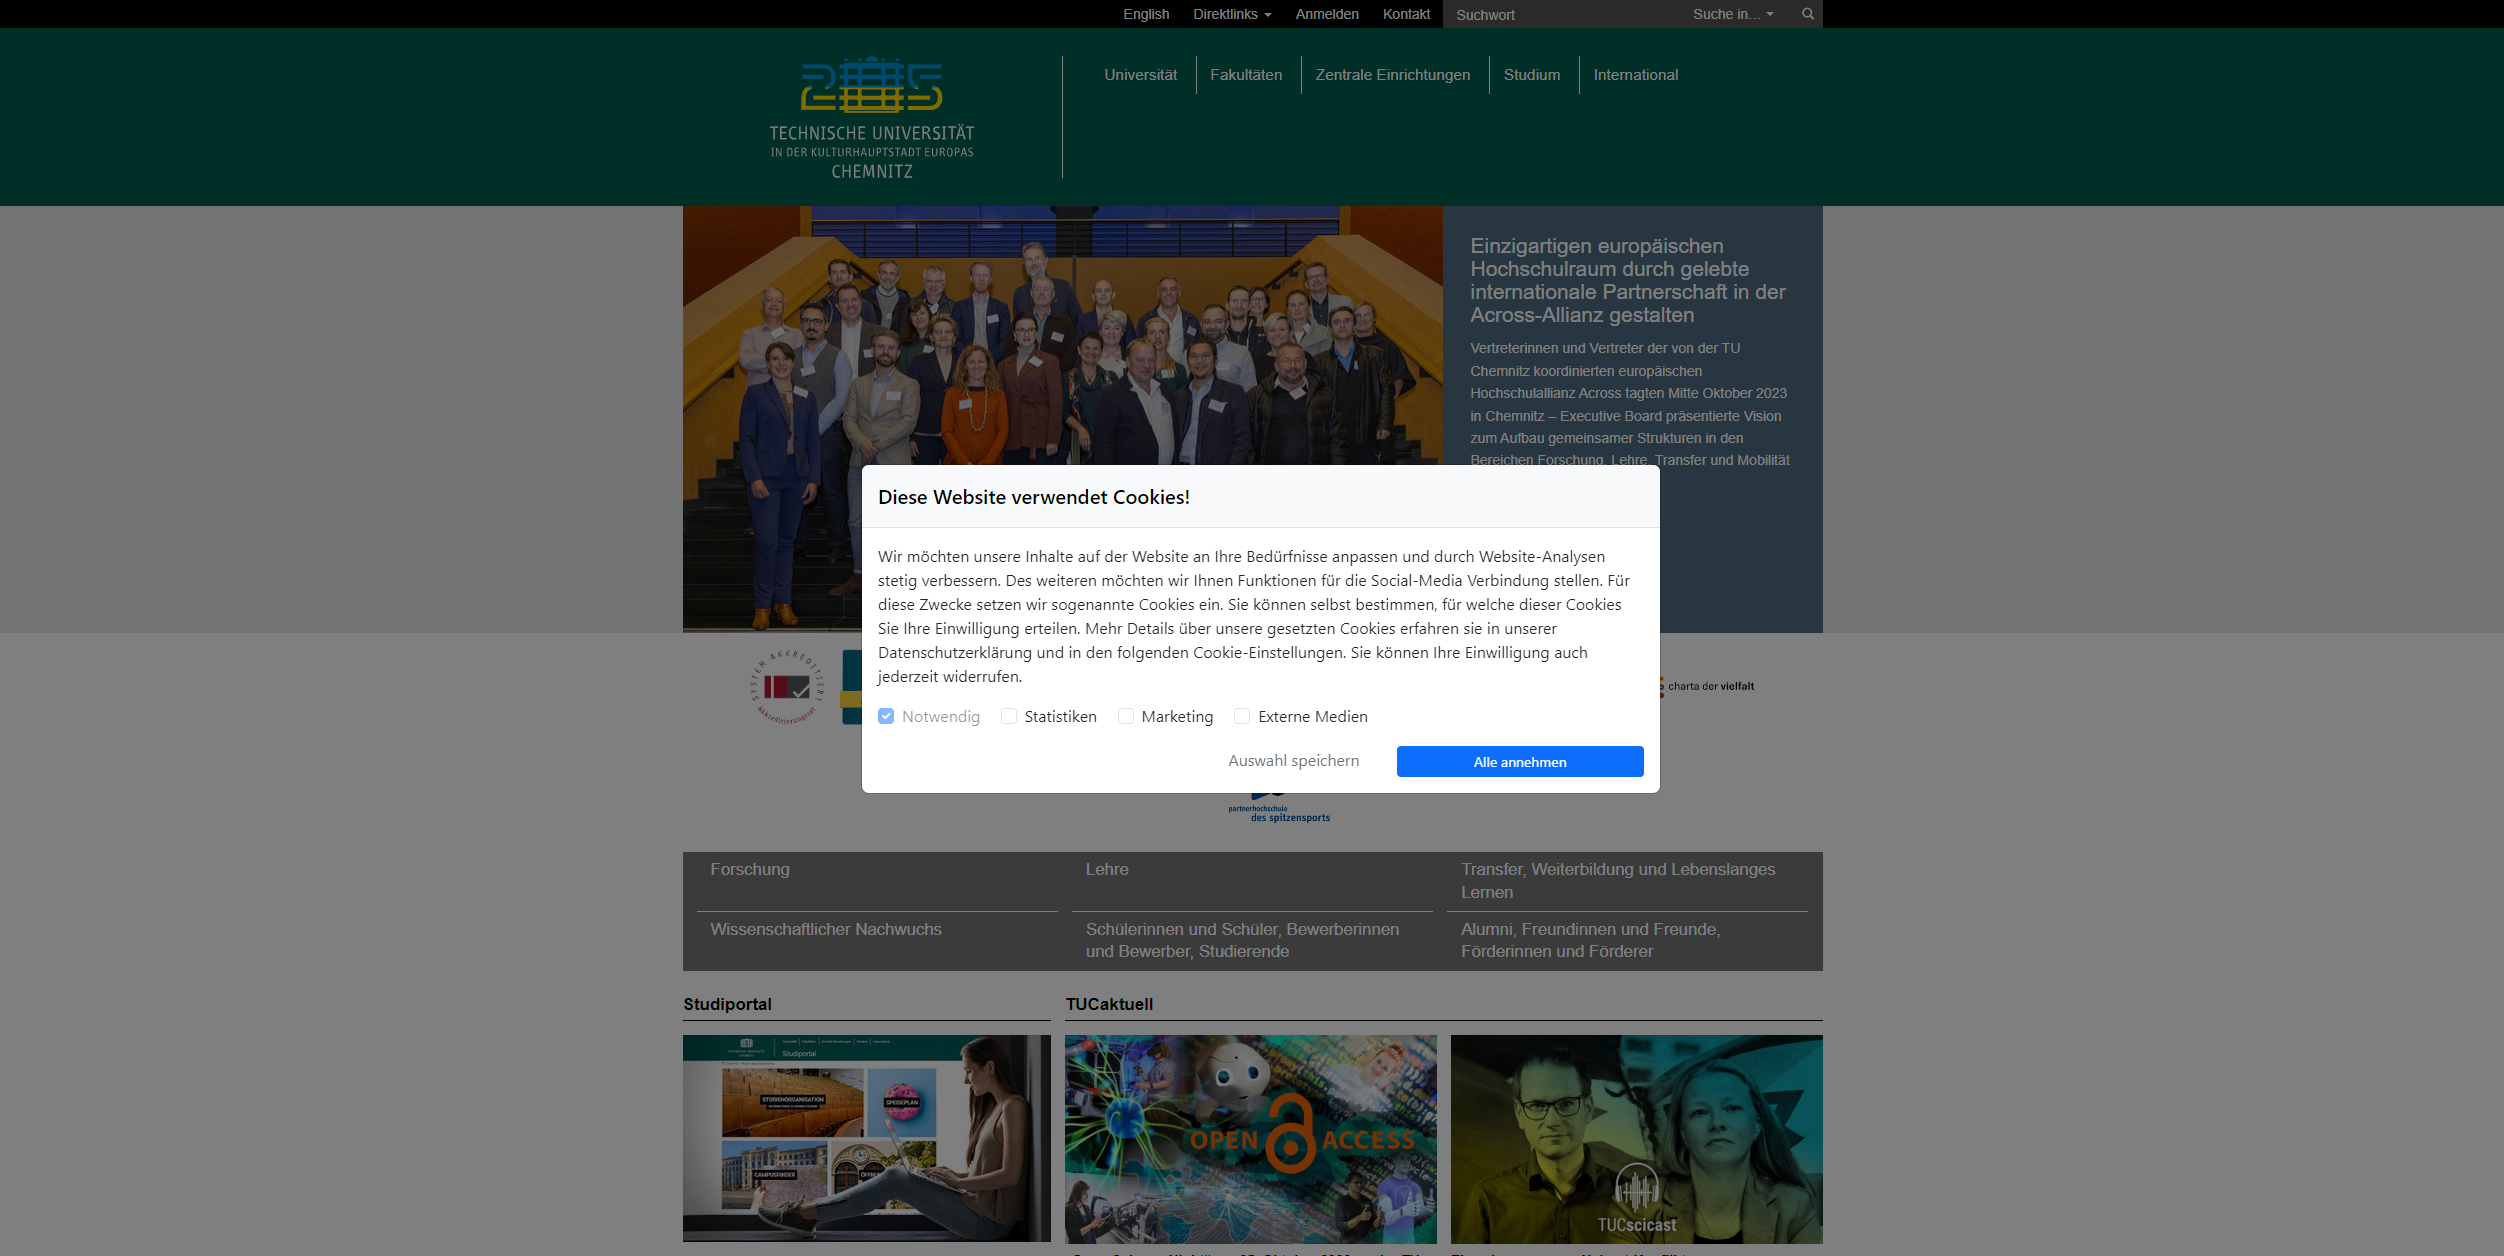 English Direktlinks Anmelden Kontakt Suchwort Suche in...
TECHNISCHE UNIVERSITÄT
IN DER KULTURHAUPTSTADT EUROPAS
CHEMNITZ
Universität Fakultäten Zentrale Einrichtungen Studium International
Einzigartigen europäischen
Hochschulraum durch gelebte
internationale Partnerschaft in der
Across-Allianz gestalten
Vertreterinnen und Vertreter der von der TU
Chemnitz koordinierten europäischen
Hochschulallianz Across tagten Mitte Oktober 2023
in Chemnitz – Executive Board präsentierte Vision
zum Aufbau gemeinsamer Strukturen in den
Bereichen Forschung, Lehre, Transfer und Mobilität
Diese Website verwendet Cookies!
Wir möchten unsere Inhalte auf der Website an Ihre Bedürfnisse anpassen und durch Website-Analysen
stetig verbessern. Des weiteren möchten wir Ihnen Funktionen für die Social-Media Verbindung stellen. Für
diese Zwecke setzen wir sogenannte Cookies ein. Sie können selbst bestimmen, für welche dieser Cookies
Sie Ihre Einwilligung erteilen. Mehr Details über unsere gesetzten Cookies erfahren sie in unserer
Datenschutzerklärung und in den folgenden Cookie-Einstellungen. Sie können Ihre Einwilligung auch
jederzeit widerrufen.
Notwendig Statistiken Marketing Externe Medien
Auswahl speichern Alle annehmen
SYSTEM AKKREDITIERT
Akkreditierungsrat
charta der vielfalt
partnerhochschule
des spitzensports
Forschung Lehre Transfer, Weiterbildung und Lebenslanges
Lernen
Wissenschaftlicher Nachwuchs Schülerinnen und Schüler, Bewerberinnen
und Bewerber, Studierende
Alumni, Freundinnen und Freunde,
Förderinnen und Förderer
Studiportal
TUCaktuell
Studiportal
STUDIENORGANISATION
SPEISEPLAN
CAMPUSFINDER
OPEN ACCESS
TUCscicast